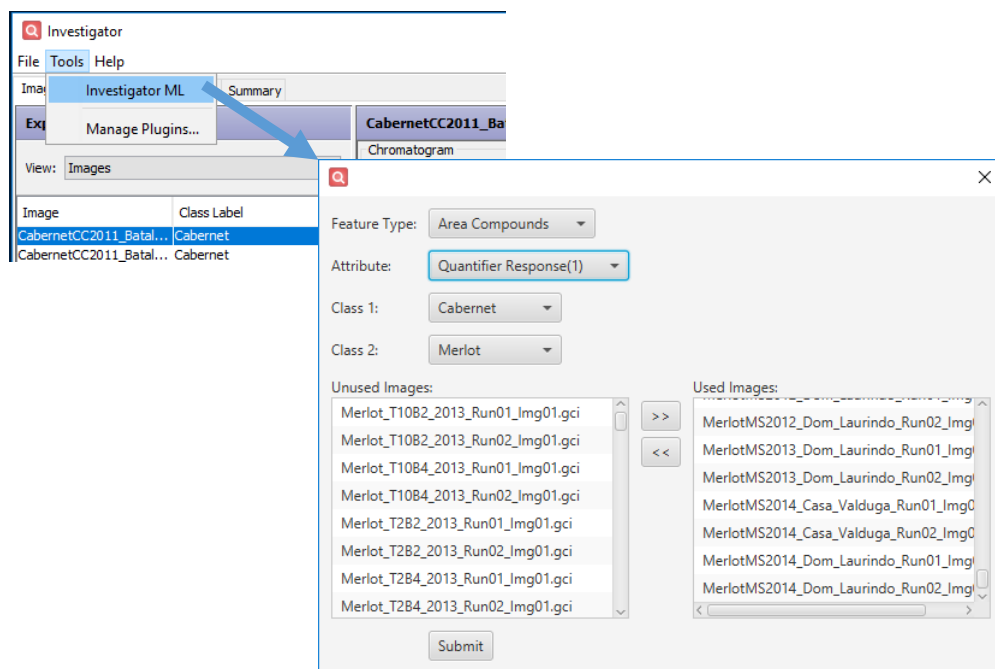 Investigator
File Tools Help
Investigator ML
Summary
Manage Plugins...
CabernetCC2011_Ba
Chromatogram
View: Images
Image Class Label
CabernetCC2011_Batal... Cabernet
CabernetCC2011_Batal... Cabernet
Feature Type: Area Compounds
Attribute: Quantifier Response(1)
Class 1: Cabernet
Class 2: Merlot
Unused Images:
Merlot_T10B2_2013_Run01_Img01.gci
Merlot_T10B2_2013_Run02_Img01.gci
Merlot_T10B4_2013_Run01_Img01.gci
Merlot_T10B4_2013_Run02_Img01.gci
Merlot_T2B2_2013_Run01_Img01.gci
Merlot_T2B2_2013_Run02_Img01.gci
Merlot_T2B4_2013_Run01_Img01.gci
Merlot_T2B4_2013_Run02_Img01.gci
>>
<<
Used Images:
MerlotMS2012_Dom_Laurindo_Run02_Img
MerlotMS2013_Dom_Laurindo_Run01_Img
MerlotMS2013_Dom_Laurindo_Run02_Img
MerlotMS2014_Casa_Valduga_Run01_Img0
MerlotMS2014_Casa_Valduga_Run02_Img0
MerlotMS2014_Dom_Laurindo_Run01_Img
MerlotMS2014_Dom_Laurindo_Run02_Img
Submit